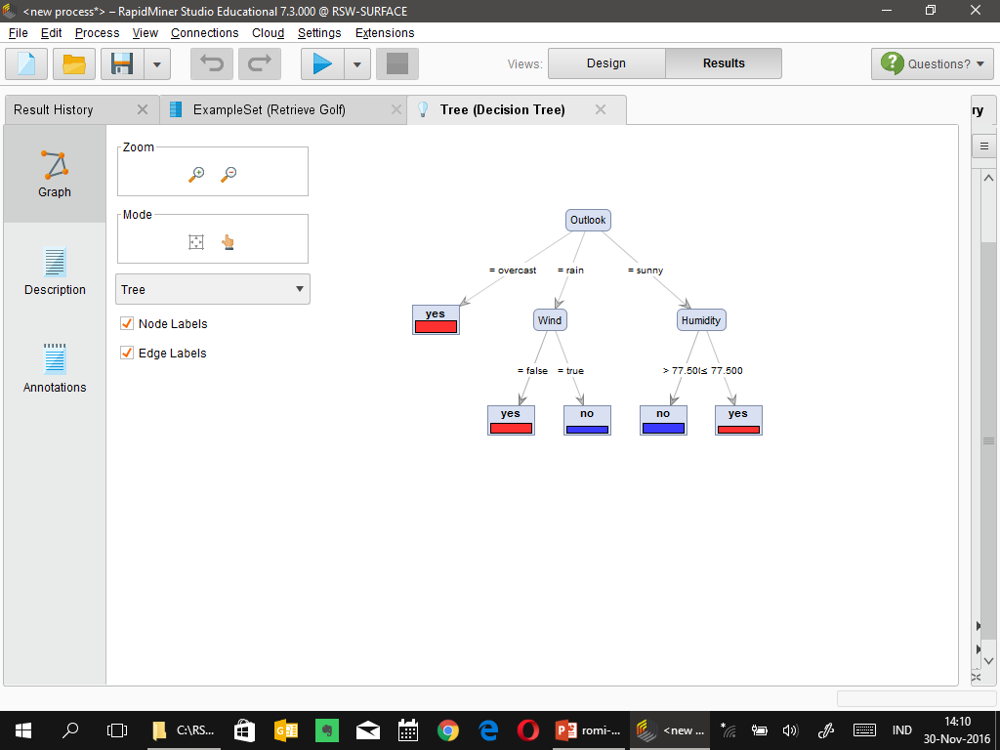 <new process*> – RapidMiner Studio Educational 7.3.000 @ RSW-SURFACE
File Edit Process View Connections Cloud Settings Extensions
Views: Design Results Questions?
Result History ExampleSet (Retrieve Golf) Tree (Decision Tree) ry
Graph
Description
Annotations
Zoom
Mode
Tree
Node Labels
Edge Labels
Outlook
= overcast = rain = sunny
yes Wind Humidity
= false = true > 77.50 ≤ 77.500
yes no no yes
C:\RS... romi-... <new ... IND 14:10
30-Nov-2016